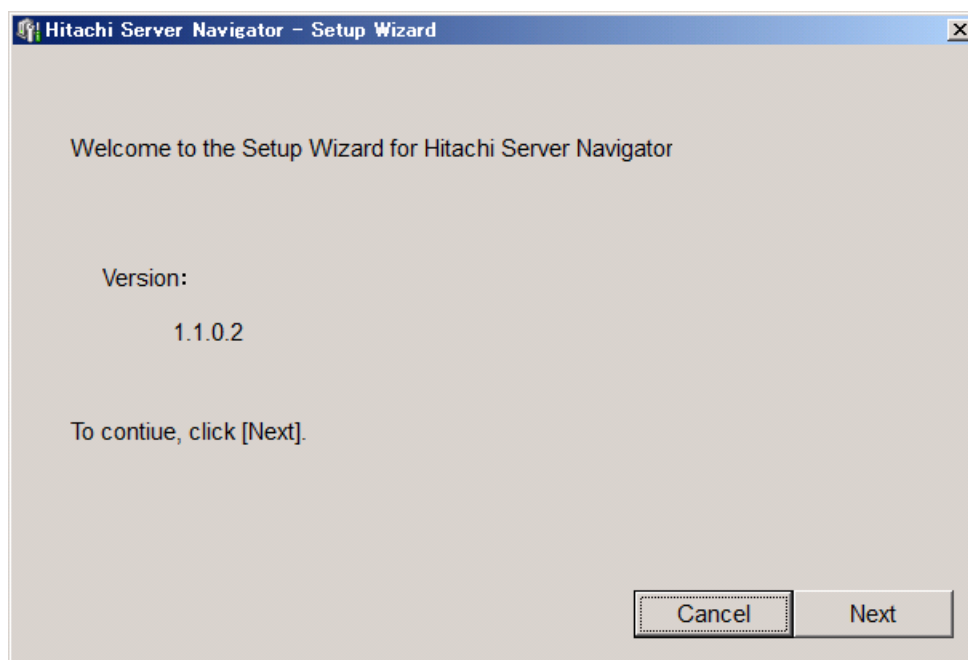 Hitachi Server Navigator - Setup Wizard
Welcome to the Setup Wizard for Hitachi Server Navigator
Version:
1.1.0.2
To contiue, click [Next].
Cancel Next